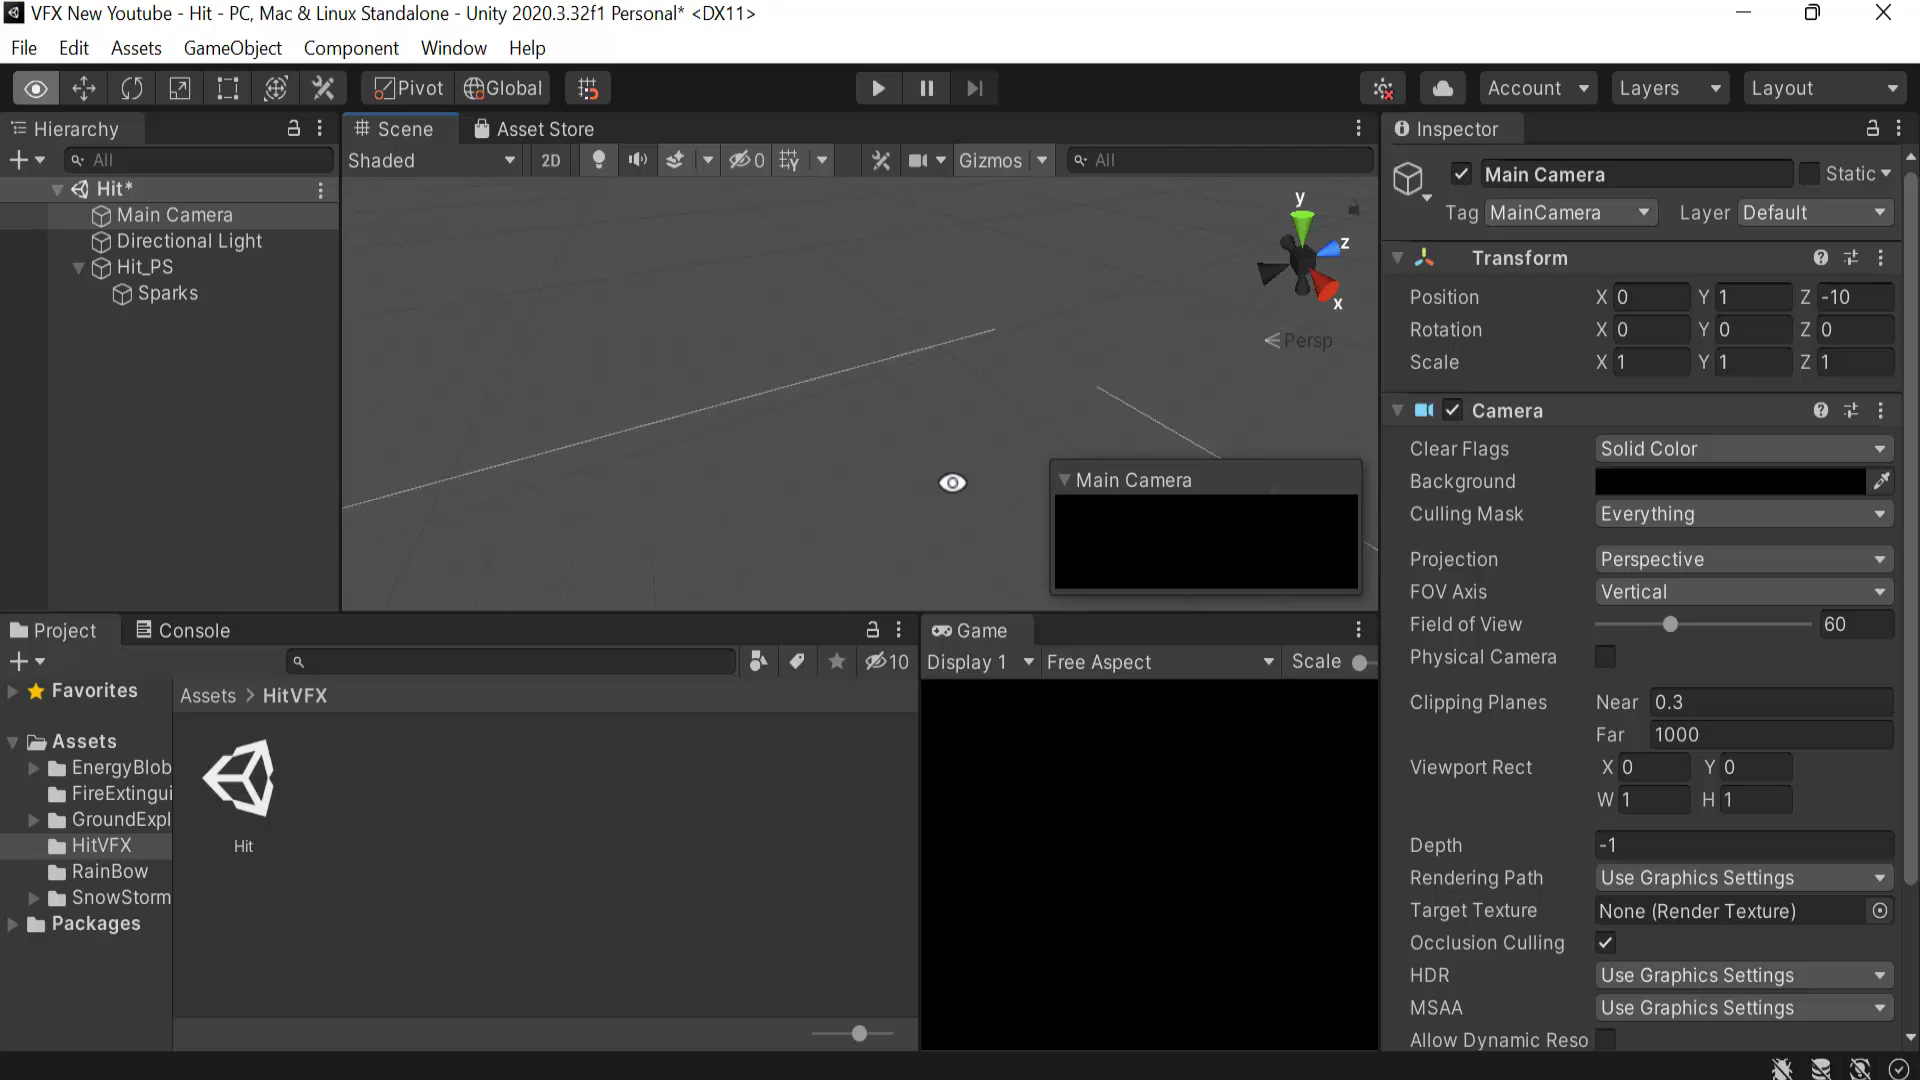 VFX New Youtube - Hit - PC, Mac & Linux Standalone - Unity 2020.3.32f1 Personal* <DX11>
File Edit Assets GameObject Component Window Help
Pivot Global Account Layers Layout
Hierarchy
All
Hit*
Main Camera
Directional Light
Hit_PS
Sparks
Scene Asset Store
Shaded 2D 0 Gizmos All
y
z
x
Persp
Main Camera
Project Console
10
Favorites
Assets
EnergyBlob
FireExtingui
GroundExpl
HitVFX
RainBow
SnowStorm
Packages
Assets > HitVFX
Hit
Game
Display 1 Free Aspect Scale
Inspector
Main Camera Static
Tag MainCamera Layer Default
Transform
Position X 0 Y 1 Z -10
Rotation X 0 Y 0 Z 0
Scale X 1 Y 1 Z 1
Camera
Clear Flags Solid Color
Background
Culling Mask Everything
Projection Perspective
FOV Axis Vertical
Field of View 60
Physical Camera
Clipping Planes Near 0.3
Far 1000
Viewport Rect X 0 Y 0
W 1 H 1
Depth -1
Rendering Path Use Graphics Settings
Target Texture None (Render Texture)
Occlusion Culling
HDR Use Graphics Settings
MSAA Use Graphics Settings
Allow Dynamic Reso